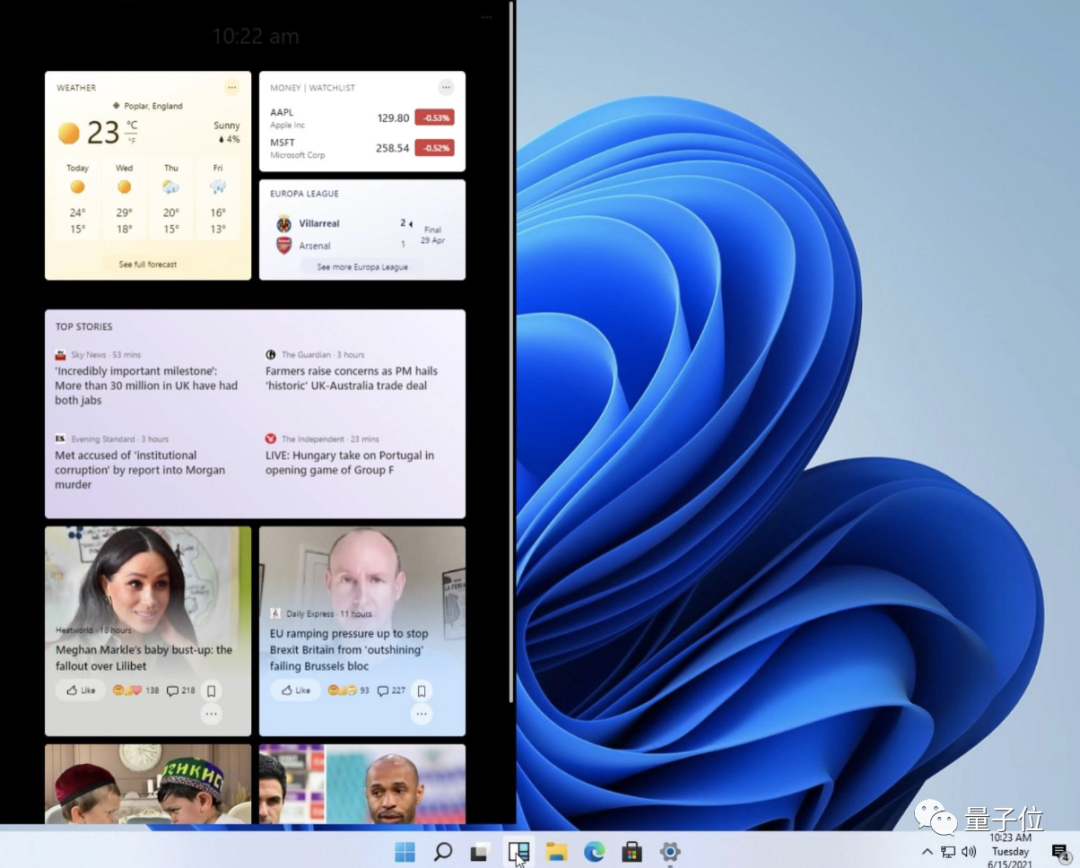 10:22 am
WEATHER
Poplar, England
23
°C
°F
Sunny
4%
Today
Wed
Thu
Fri
24°
29°
20°
16°
15°
18°
15°
13°
See full forecast
MONEY | WATCHLIST
AAPL
Apple Inc
129.80
-0.53%
MSFT
Microsoft Corp
258.54
-0.52%
EUROPA LEAGUE
Villarreal
2
Arsenal
1
Final
29 Apr
See more Europa League
TOP STORIES
Sky News · 53 mins
'Incredibly important milestone':
More than 30 million in UK have had
both jabs
The Guardian · 3 hours
Farmers raise concerns as PM hails
'historic' UK-Australia trade deal
ES
Evening Standard · 3 hours
Met accused of 'institutional
corruption' by report into Morgan
murder
The Independent · 23 mins
LIVE: Hungary take on Portugal in
opening game of Group F
Heatworld · 18 hours
Meghan Markle's baby bust-up: the
fallout over Lilibet
Like
138
218
Daily Express · 11 hours
EU ramping pressure up to stop
Brexit Britain from 'outshining'
failing Brussels bloc
Like
93
227
量子位
10:23 AM
Tuesday
6/15/2021
4